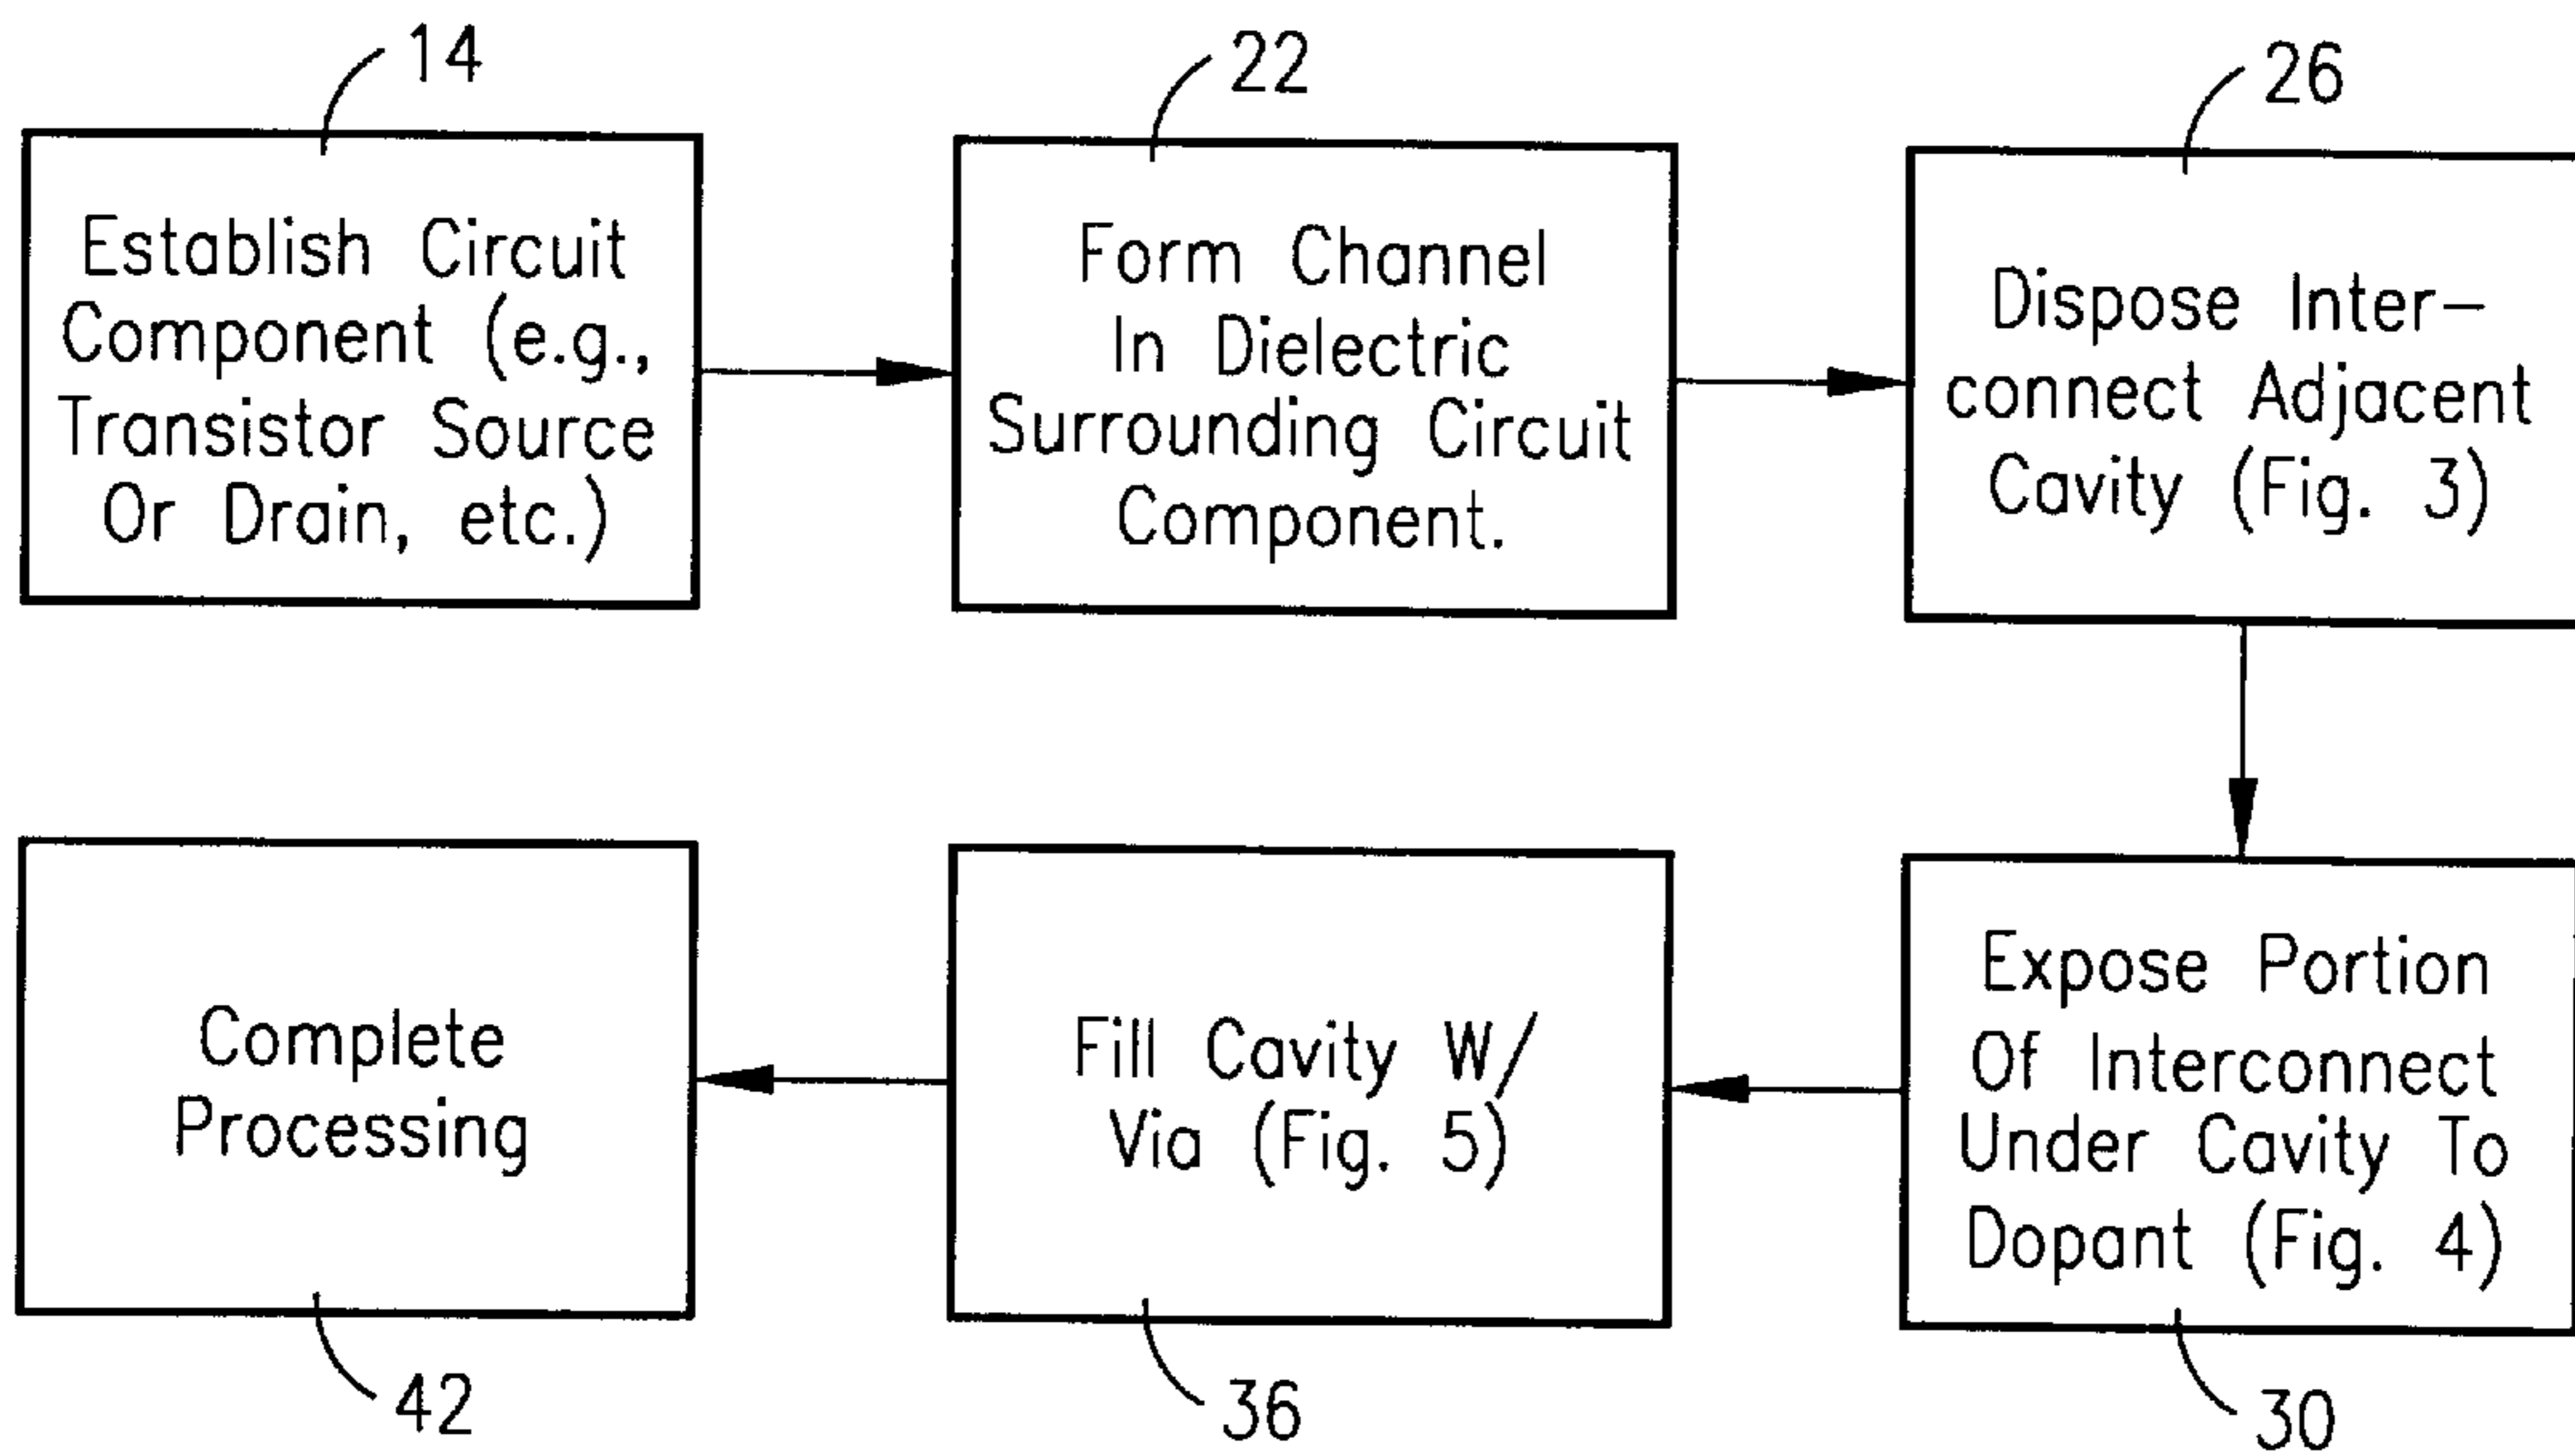 14
Establish Circuit
Component (e.g.,
Transistor Source
Or Drain, etc.)
22
Form Channel
In Dielectric
Surrounding Circuit
Component.
26
Dispose Inter-
connect Adjacent
Cavity (Fig. 3)
Expose Portion
Of Interconnect
Under Cavity To
Dopant (Fig. 4)
30
Fill Cavity W/
Via (Fig. 5)
36
Complete
Processing
42